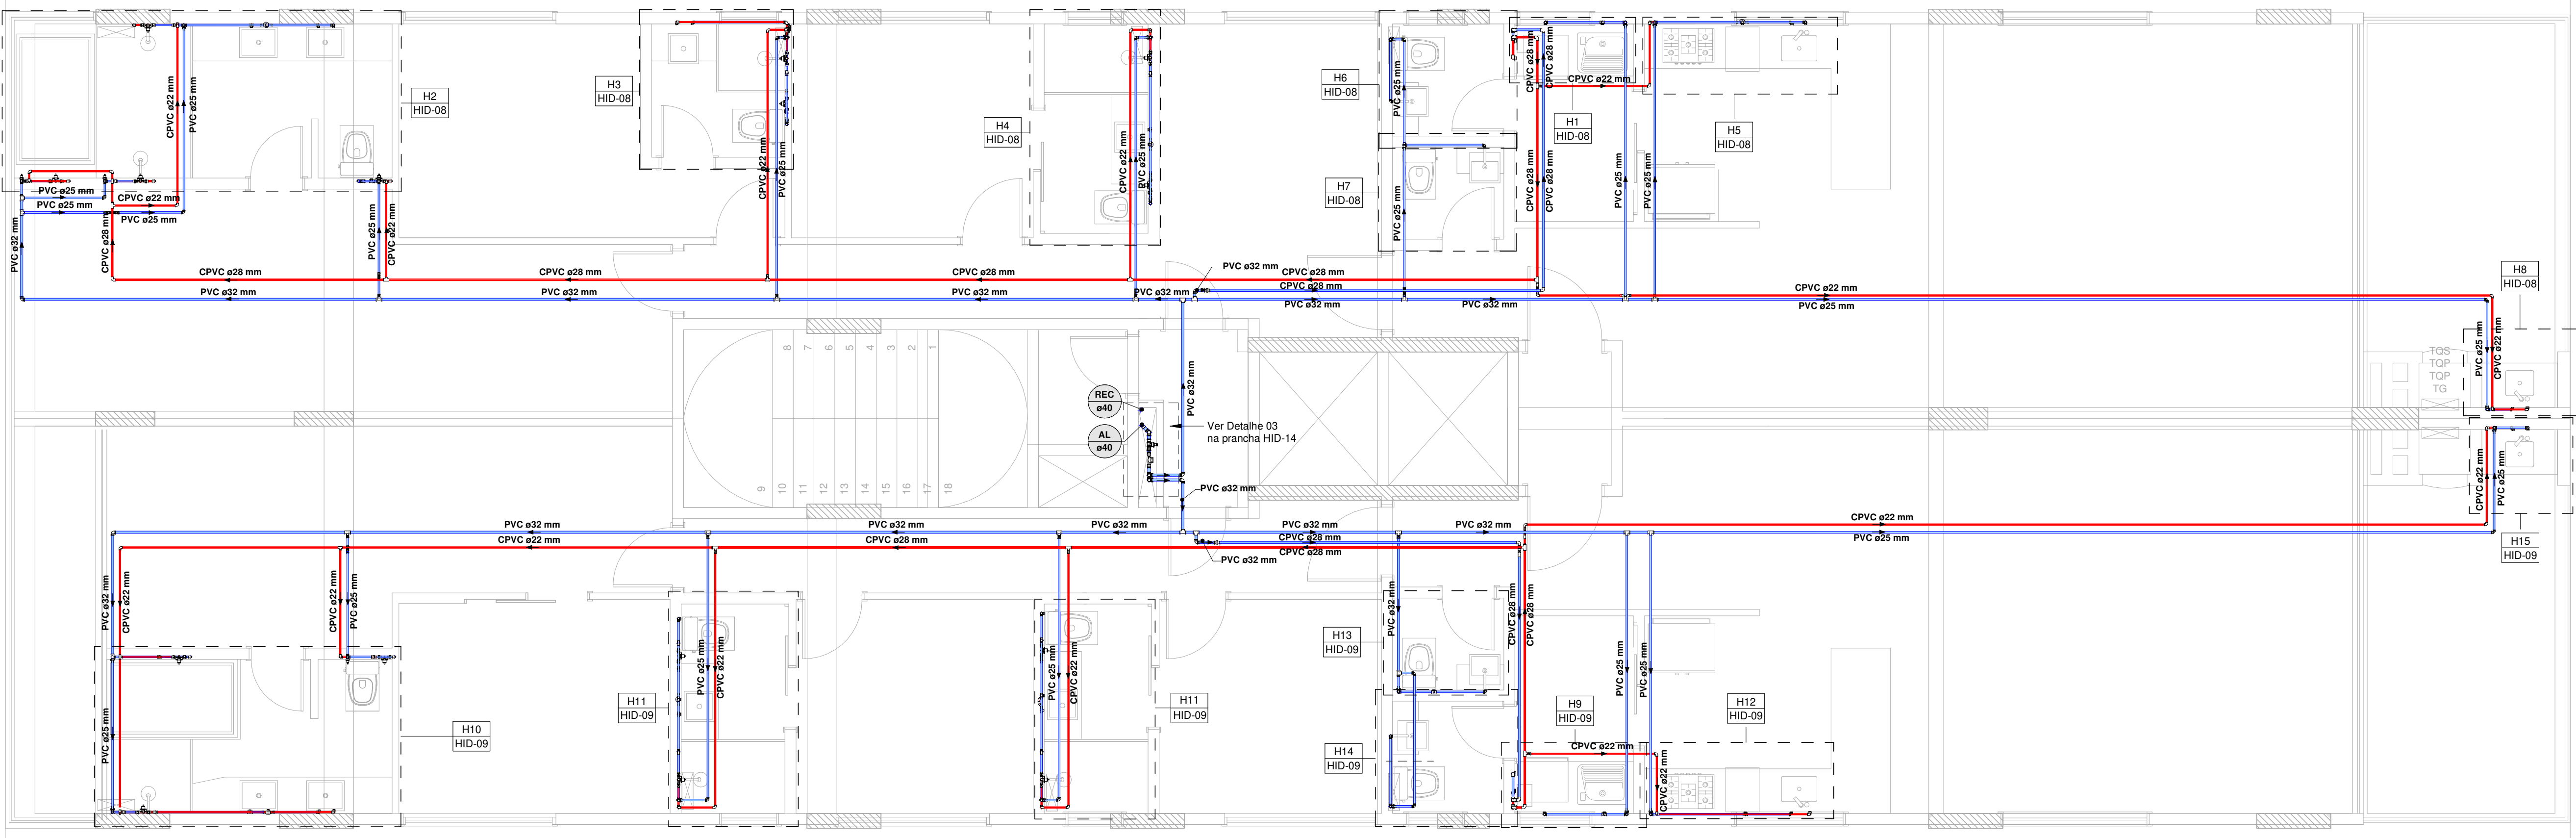 CPVC ø22 mm
PVC ø25 mm
H2
HID-08
H3
HID-08
CPVC ø22 mm
PVC ø25 mm
H4
HID-08
CPVC ø22 mm
PVC ø25 mm
H6
HID-08
PVC ø25 mm
H7
HID-08
PVC ø25 mm
CPVC ø28 mm
CPVC ø28 mm
CPVC ø28 mm
CPVC ø28 mm
CPVC ø22 mm
H1
HID-08
H5
HID-08
PVC ø25 mm
PVC ø25 mm
PVC ø25 mm
CPVC ø22 mm
PVC ø25 mm
PVC ø25 mm
PVC ø32 mm
CPVC ø28 mm
PVC ø25 mm
CPVC ø22 mm
CPVC ø28 mm
CPVC ø28 mm
CPVC ø28 mm
PVC ø32 mm
CPVC ø28 mm
CPVC ø28 mm
PVC ø32 mm
PVC ø32 mm
PVC ø32 mm
PVC ø32 mm
PVC ø32 mm
PVC ø32 mm
CPVC ø22 mm
PVC ø25 mm
H8
HID-08
PVC ø25 mm
CPVC ø22 mm
8
7
6
5
4
3
2
1
9
10
11
12
13
14
15
16
17
18
TQS
TQP
TQP
TG
PVC ø32 mm
REC
ø40
AL
ø40
Ver Detalhe 03
na prancha HID-14
PVC ø32 mm
CPVC ø22 mm
PVC ø25 mm
H15
HID-09
PVC ø32 mm
PVC ø32 mm
PVC ø32 mm
PVC ø32 mm
PVC ø32 mm
CPVC ø22 mm
CPVC ø28 mm
CPVC ø28 mm
CPVC ø28 mm
PVC ø32 mm
CPVC ø22 mm
PVC ø25 mm
PVC ø32 mm
CPVC ø22 mm
CPVC ø22 mm
PVC ø25 mm
PVC ø25 mm
H10
HID-09
H11
HID-09
PVC ø25 mm
CPVC ø22 mm
PVC ø25 mm
CPVC ø22 mm
H11
HID-09
H13
HID-09
PVC ø32 mm
H14
HID-09
CPVC ø28 mm
CPVC ø28 mm
H9
HID-09
CPVC ø22 mm
PVC ø25 mm
PVC ø25 mm
H12
HID-09
CPVC ø22 mm